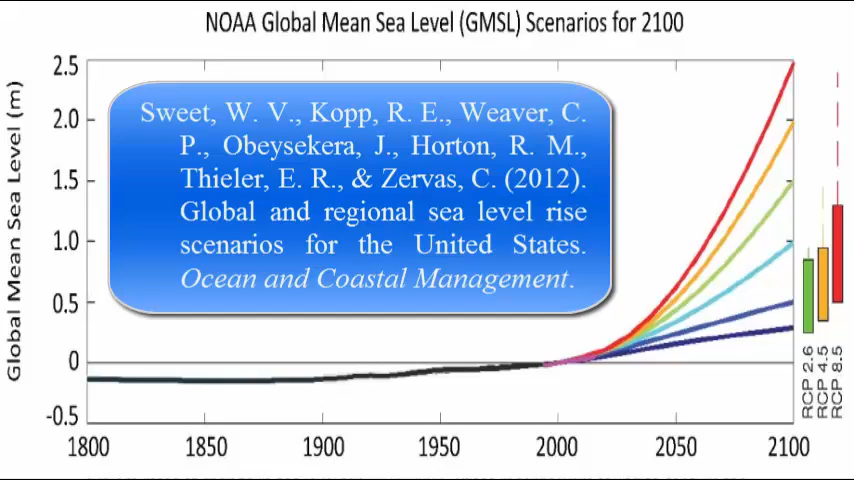 NOAA Global Mean Sea Level (GMSL) Scenarios for 2100
Global Mean Sea Level (m)
2.5
2.0
1.5
1.0
0.5
0
-0.5
Sweet, W. V., Kopp, R. E., Weaver, C.
P., Obeysekera, J., Horton, R. M.,
Thieler, E. R., & Zervas, C. (2012).
Global and regional sea level rise
scenarios for the United States.
Ocean and Coastal Management.
1800
1850
1900
1950
2000
2050
2100
RCP 2.6
RCP 4.5
RCP 8.5